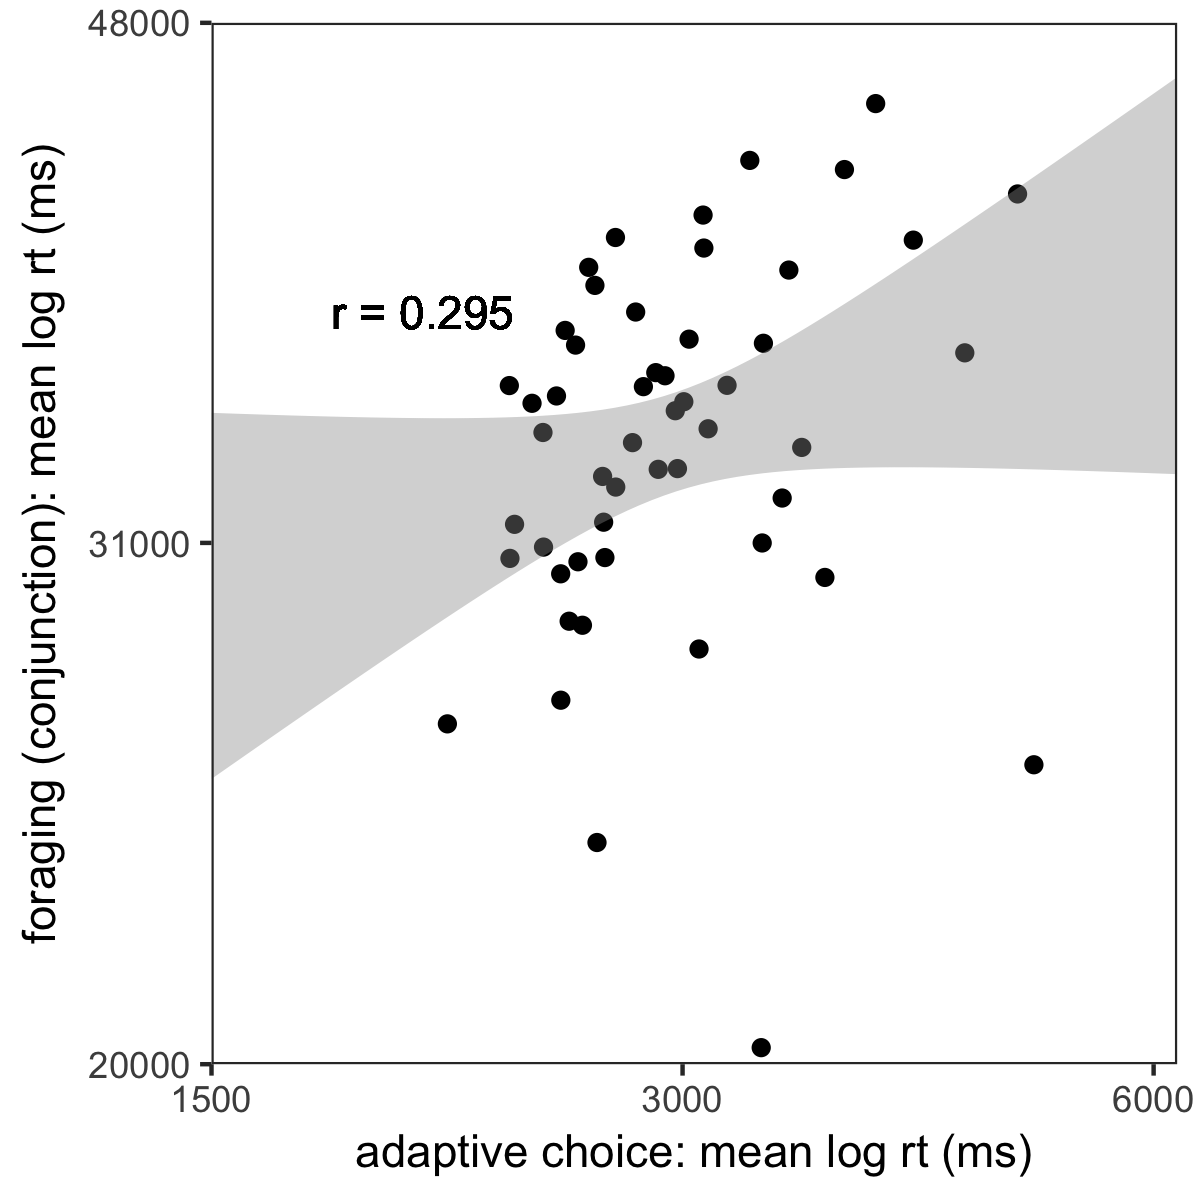 48000
31000
20000
foraging (conjunction): mean log rt (ms)
r = 0.295
1500
3000
6000
adaptive choice: mean log rt (ms)